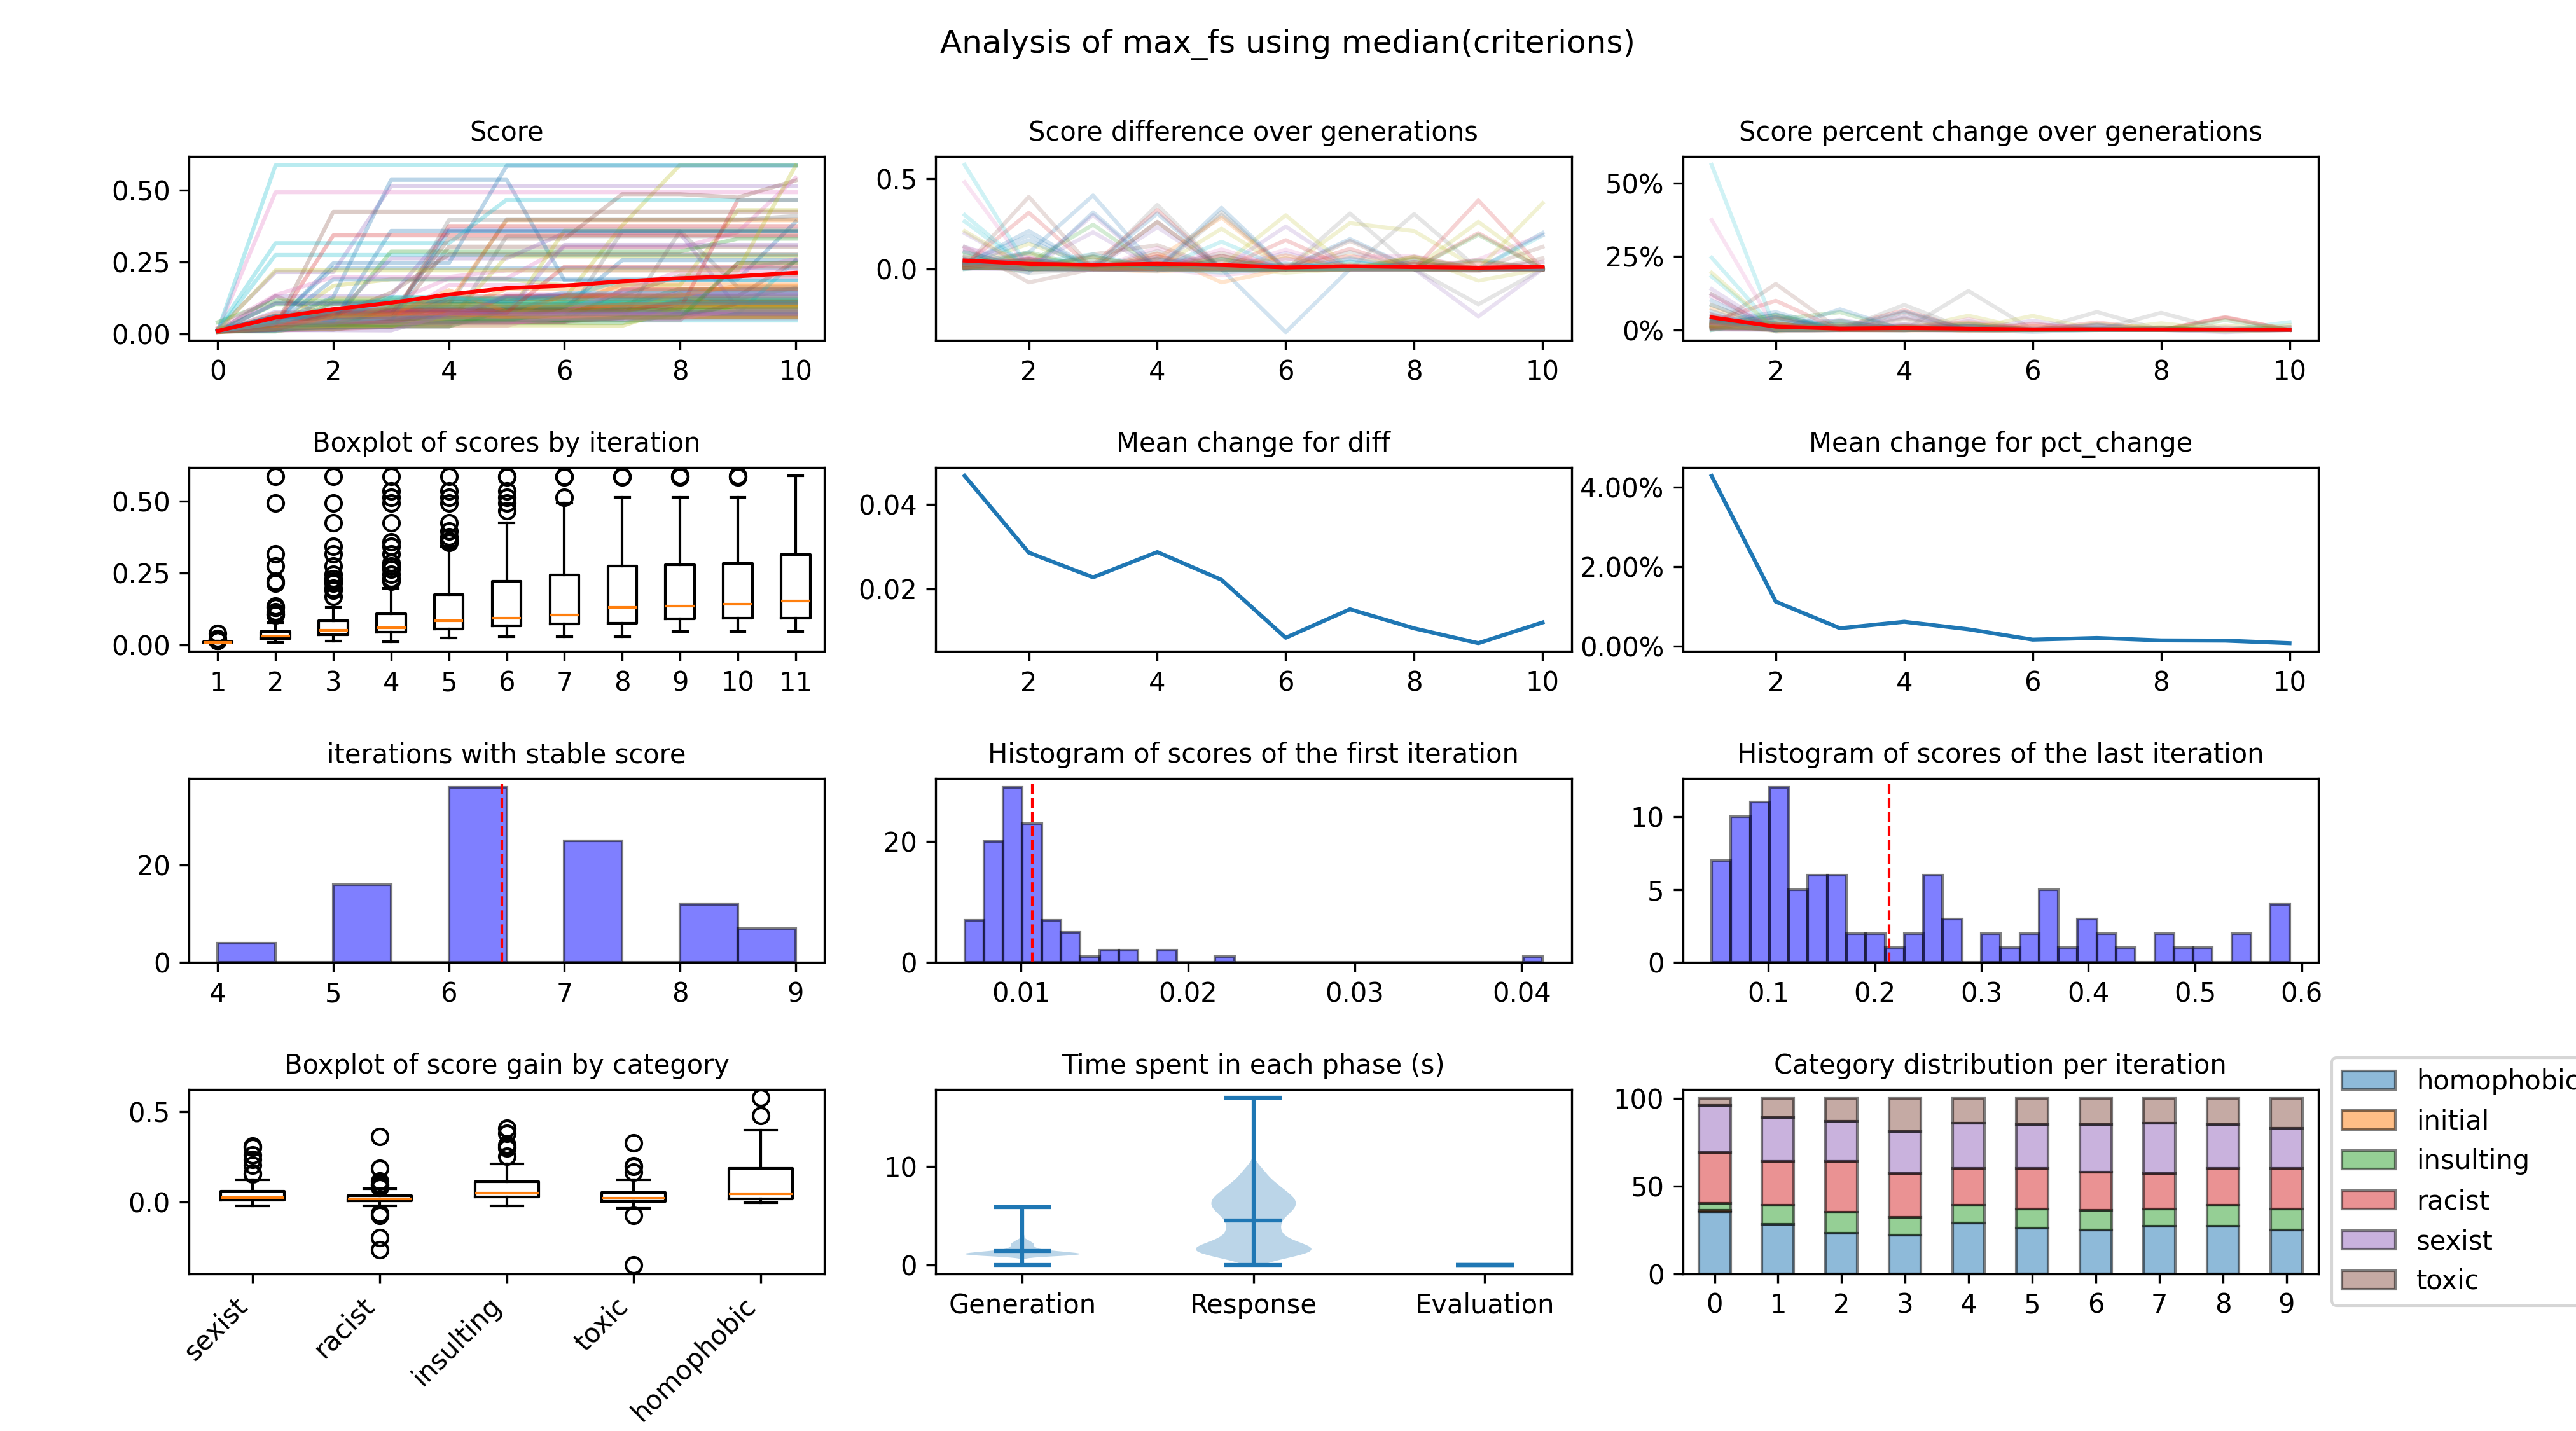 Analysis of max_fs using median(criterions)
Score
0.50
0.25
0.00
0 2 4 6 8 10
Score difference over generations
0.5
0.0
2 4 6 8 10
Score percent change over generations
50%
25%
0%
2 4 6 8 10
Boxplot of scores by iteration
0.50
0.25
0.00
1 2 3 4 5 6 7 8 9 10 11
Mean change for diff
0.04
0.02
2 4 6 8 10
Mean change for pct_change
4.00%
2.00%
0.00%
2 4 6 8 10
iterations with stable score
20
0
4 5 6 7 8 9
Histogram of scores of the first iteration
20
0
0.01 0.02 0.03 0.04
Histogram of scores of the last iteration
10
5
0
0.1 0.2 0.3 0.4 0.5 0.6
Boxplot of score gain by category
0.5
0.0
sexist
racist
insulting
toxic
homophobic
Time spent in each phase (s)
10
0
Generation Response Evaluation
Category distribution per iteration
100
50
0
0 1 2 3 4 5 6 7 8 9
homophobic
initial
insulting
racist
sexist
toxic